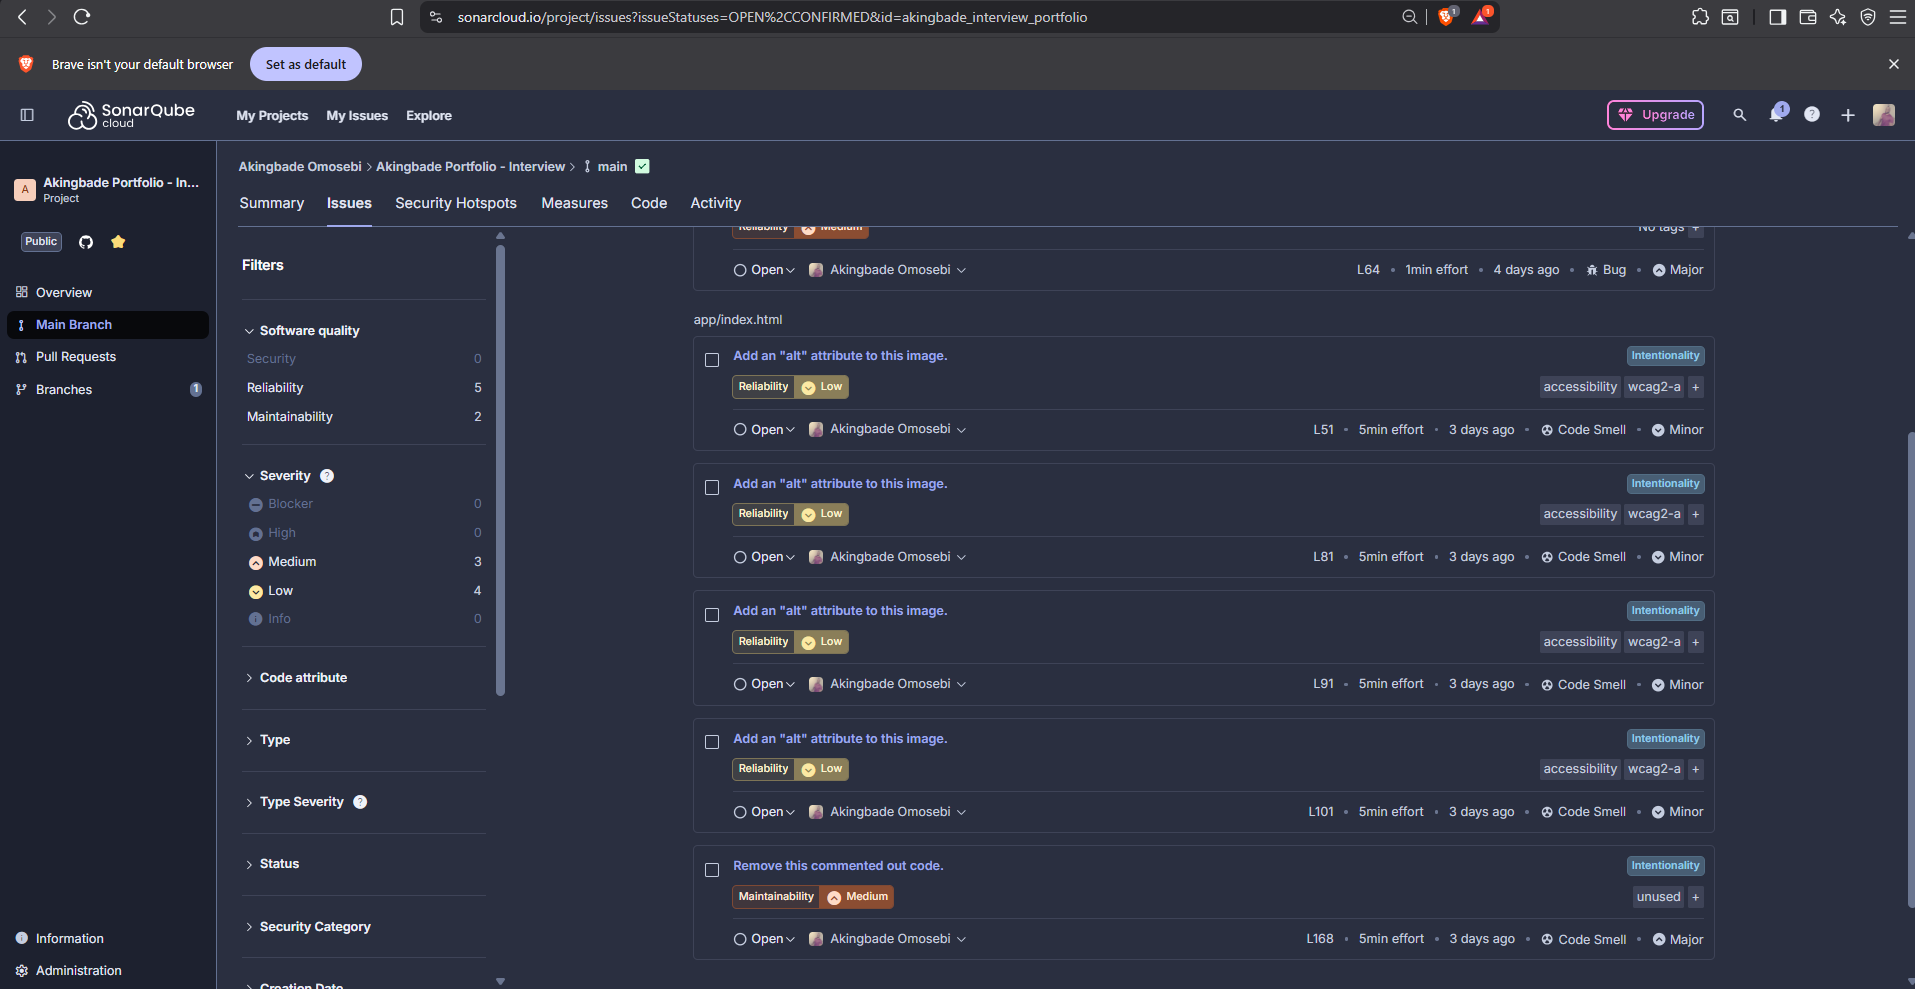 sonarcloud.io/project/issues?issueStatuses=OPEN%2CCONFIRMED&id=akingbade_interview_portfolio
1
1
Brave isn't your default browser
Set as default
SonarQube
cloud
My Projects
My Issues
Explore
Upgrade
1
?
Akingbade Omosebi > Akingbade Portfolio - Interview > main
A
Akingbade Portfolio - In...
Project
Public
Overview
Main Branch
Pull Requests
Branches
1
Information
Administration
Summary
Issues
Security Hotspots
Measures
Code
Activity
Filters
Software quality
Security 0
Reliability 5
Maintainability 2
Severity ?
Blocker 0
High 0
Medium 3
Low 4
Info 0
Code attribute
Type
Type Severity ?
Status
Security Category
Creation Date
Reliability Medium
No tags +
Open Akingbade Omosebi
L64 • 1min effort • 4 days ago • Bug • Major
app/index.html
Add an "alt" attribute to this image.
Intentionality
Reliability Low
accessibility wcag2-a +
Open Akingbade Omosebi
L51 • 5min effort • 3 days ago • Code Smell • Minor
Add an "alt" attribute to this image.
Intentionality
Reliability Low
accessibility wcag2-a +
Open Akingbade Omosebi
L81 • 5min effort • 3 days ago • Code Smell • Minor
Add an "alt" attribute to this image.
Intentionality
Reliability Low
accessibility wcag2-a +
Open Akingbade Omosebi
L91 • 5min effort • 3 days ago • Code Smell • Minor
Add an "alt" attribute to this image.
Intentionality
Reliability Low
accessibility wcag2-a +
Open Akingbade Omosebi
L101 • 5min effort • 3 days ago • Code Smell • Minor
Remove this commented out code.
Intentionality
Maintainability Medium
unused +
Open Akingbade Omosebi
L168 • 5min effort • 3 days ago • Code Smell • Major